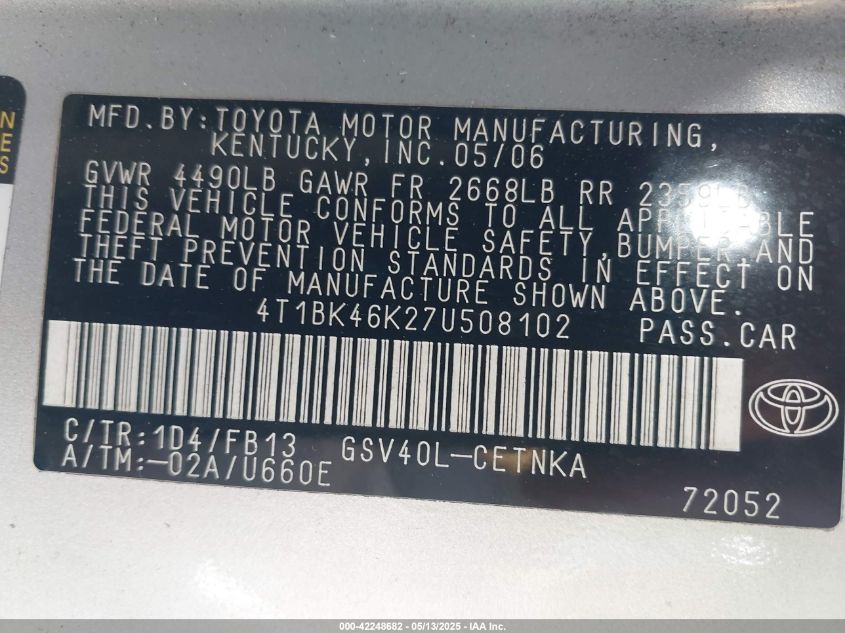 MFD.BY:TOYOTA MOTOR MANUFACTURING,
KENTUCKY,INC.05/06
GVWR 4490LB GAWR FR 2668LB RR
THIS VEHICLE CONFORMS TO ALL
FEDERAL MOTOR VEHICLE SAFETY,BUMPER,AND
THEFT PREVENTION STANDARDS IN EFFECT ON
THE DATE OF MANUFACTURE SHOWN ABOVE.
4T1BK46K27U508102 PASS.CAR
C/TR:1D4/FB13 GSV40L-CETNKA
A/TM:-02A/U660E
72052
N
E
S
000-42248682 — 05/13/2025 — IAA Inc.